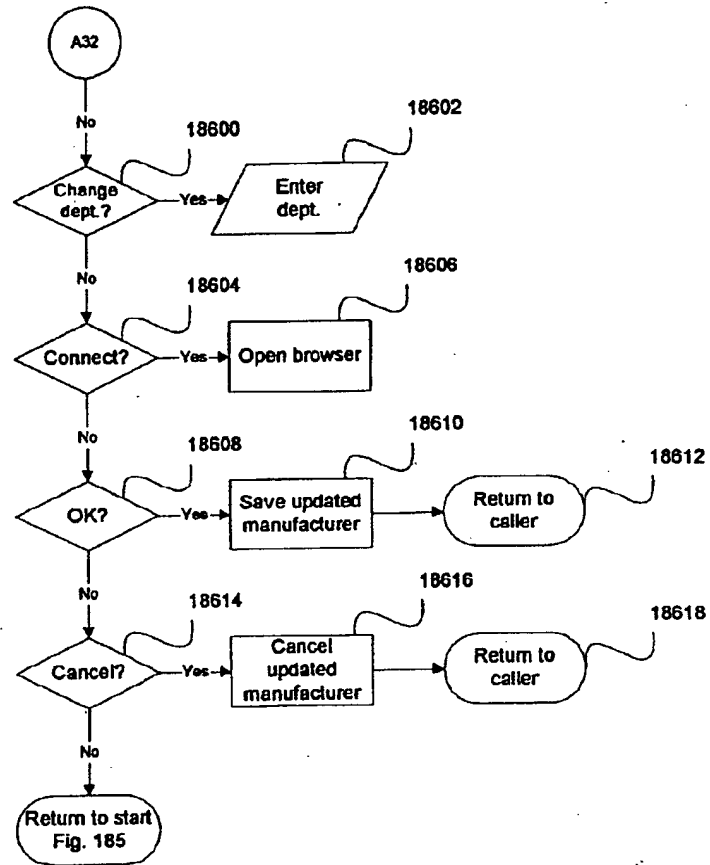 A32
No
18600
18602
Change
dept.?
Yes
Enter
dept.
No
18604
18606
Connect?
Yes
Open browser
No
18608
18610
18612
OK?
Yes
Save updated
manufacturer
Return to
caller
No
18614
18616
18618
Cancel?
Yes
Cancel
updated
manufacturer
Return to
caller
No
Return to start
Fig. 185